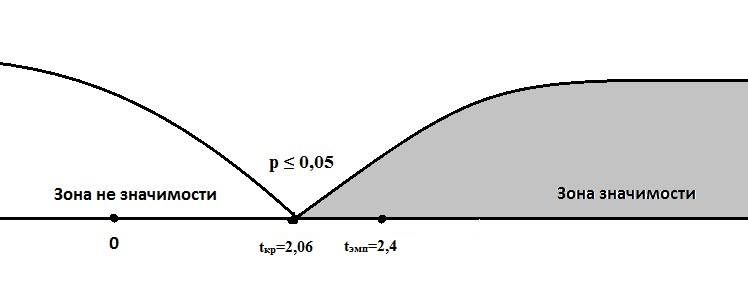 p ≤ 0,05
Зона не значимости
Зона значимости
0
tкр=2,06
tэмп=2,4